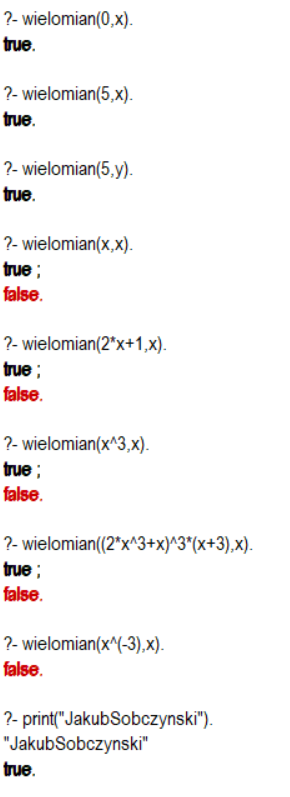 ?- wielomian(0,x).
true.
?- wielomian(5,x).
true.
?- wielomian(5,y).
true.
?- wielomian(x,x).
true ;
false.
?- wielomian(2*x+1,x).
true ;
false.
?- wielomian(x^3,x).
true ;
false.
?- wielomian((2*x^3+x)^3*(x+3),x).
true ;
false.
?- wielomian(x^(-3),x).
false.
?- print("JakubSobczynski").
"JakubSobczynski"
true.